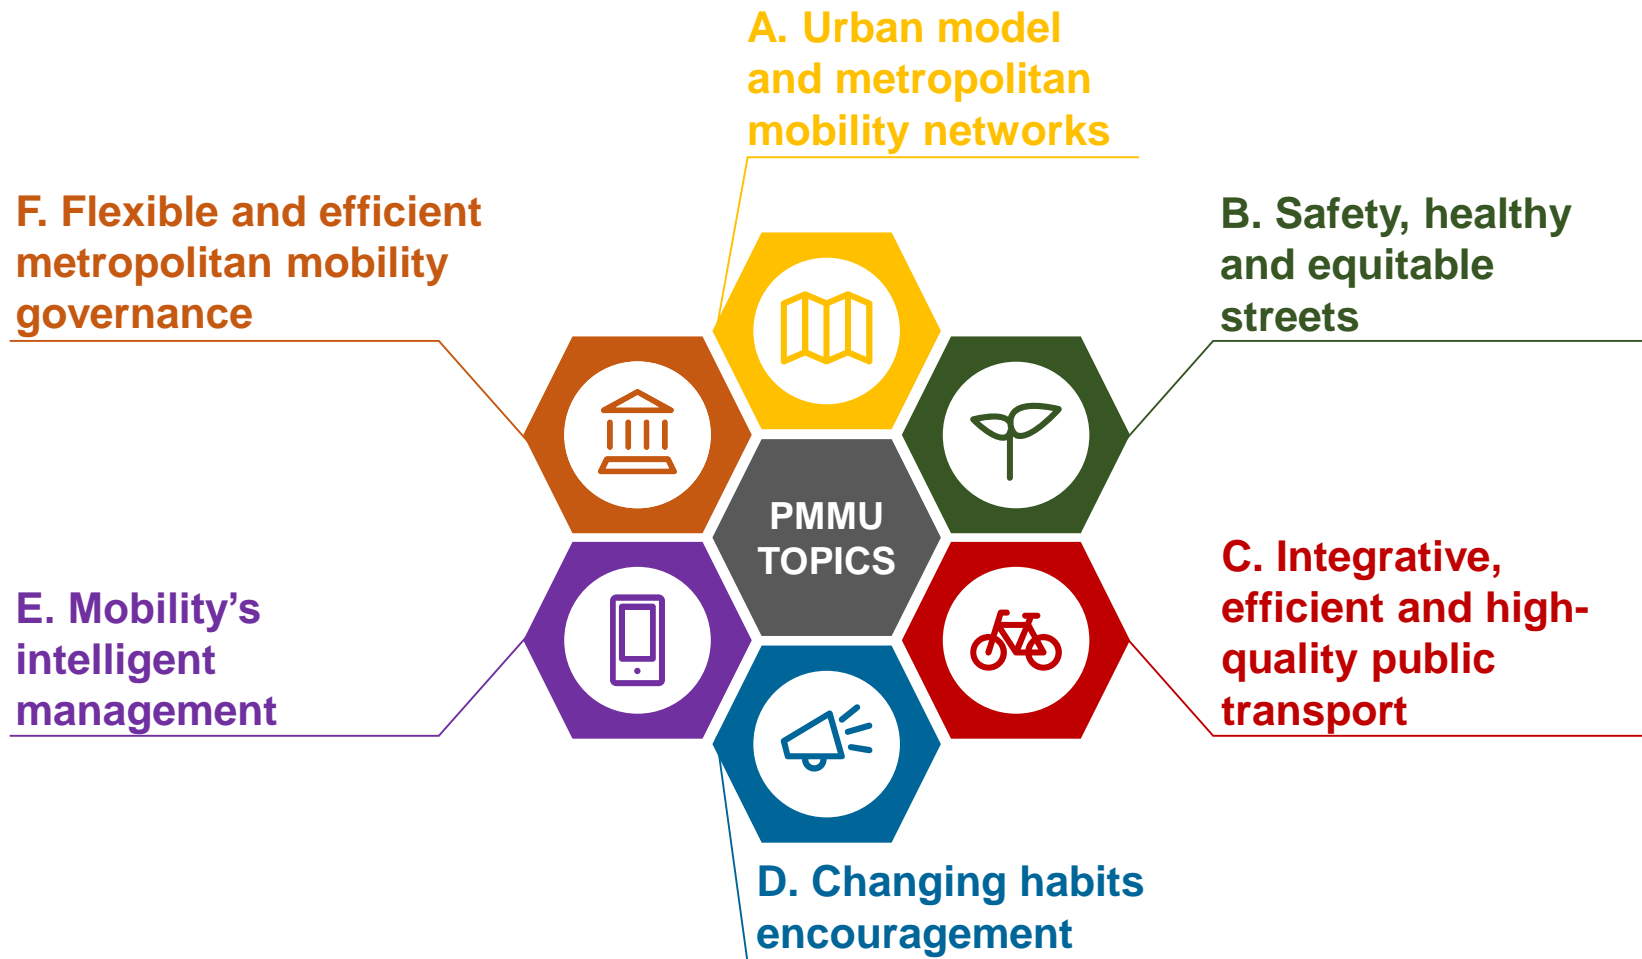 A. Urban model
and metropolitan
mobility networks
F. Flexible and efficient
metropolitan mobility
governance
B. Safety, healthy
and equitable
streets
PMMU
TOPICS
E. Mobility’s
intelligent
management
C. Integrative,
efficient and high-
quality public
transport
D. Changing habits
encouragement